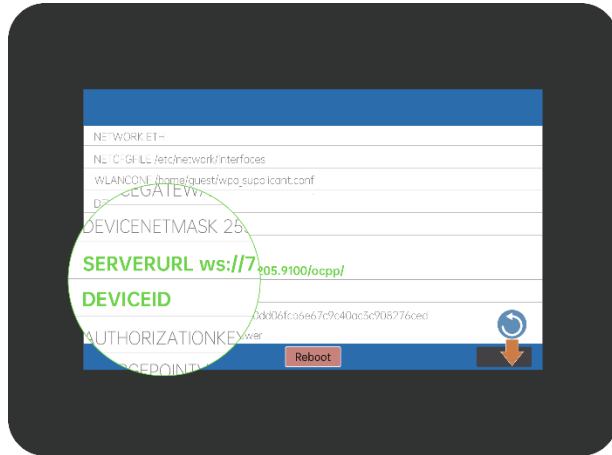 NETWORK ETH
NETCFGFILE /etc/network/interfaces
WLANCONF /home/guest/wpa_supplicant.conf
DEVICENETMASK 25
SERVERURL ws://7 205.9100/ocpp/
DEVICEID
AUTHORIZATIONKEY
Reboot